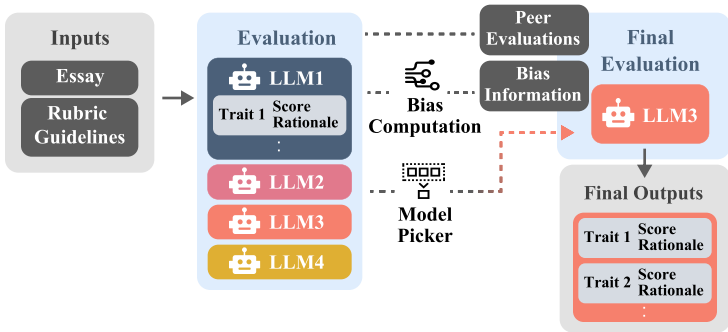 Inputs
Essay
Rubric
Guidelines
Evaluation
LLM1
Trait 1
Score
Rationale
:
LLM2
LLM3
LLM4
Bias
Computation
Model
Picker
Peer
Evaluations
Bias
Information
Final
Evaluation
LLM3
Final Outputs
Trait 1
Score
Rationale
Trait 2
Score
Rationale
: